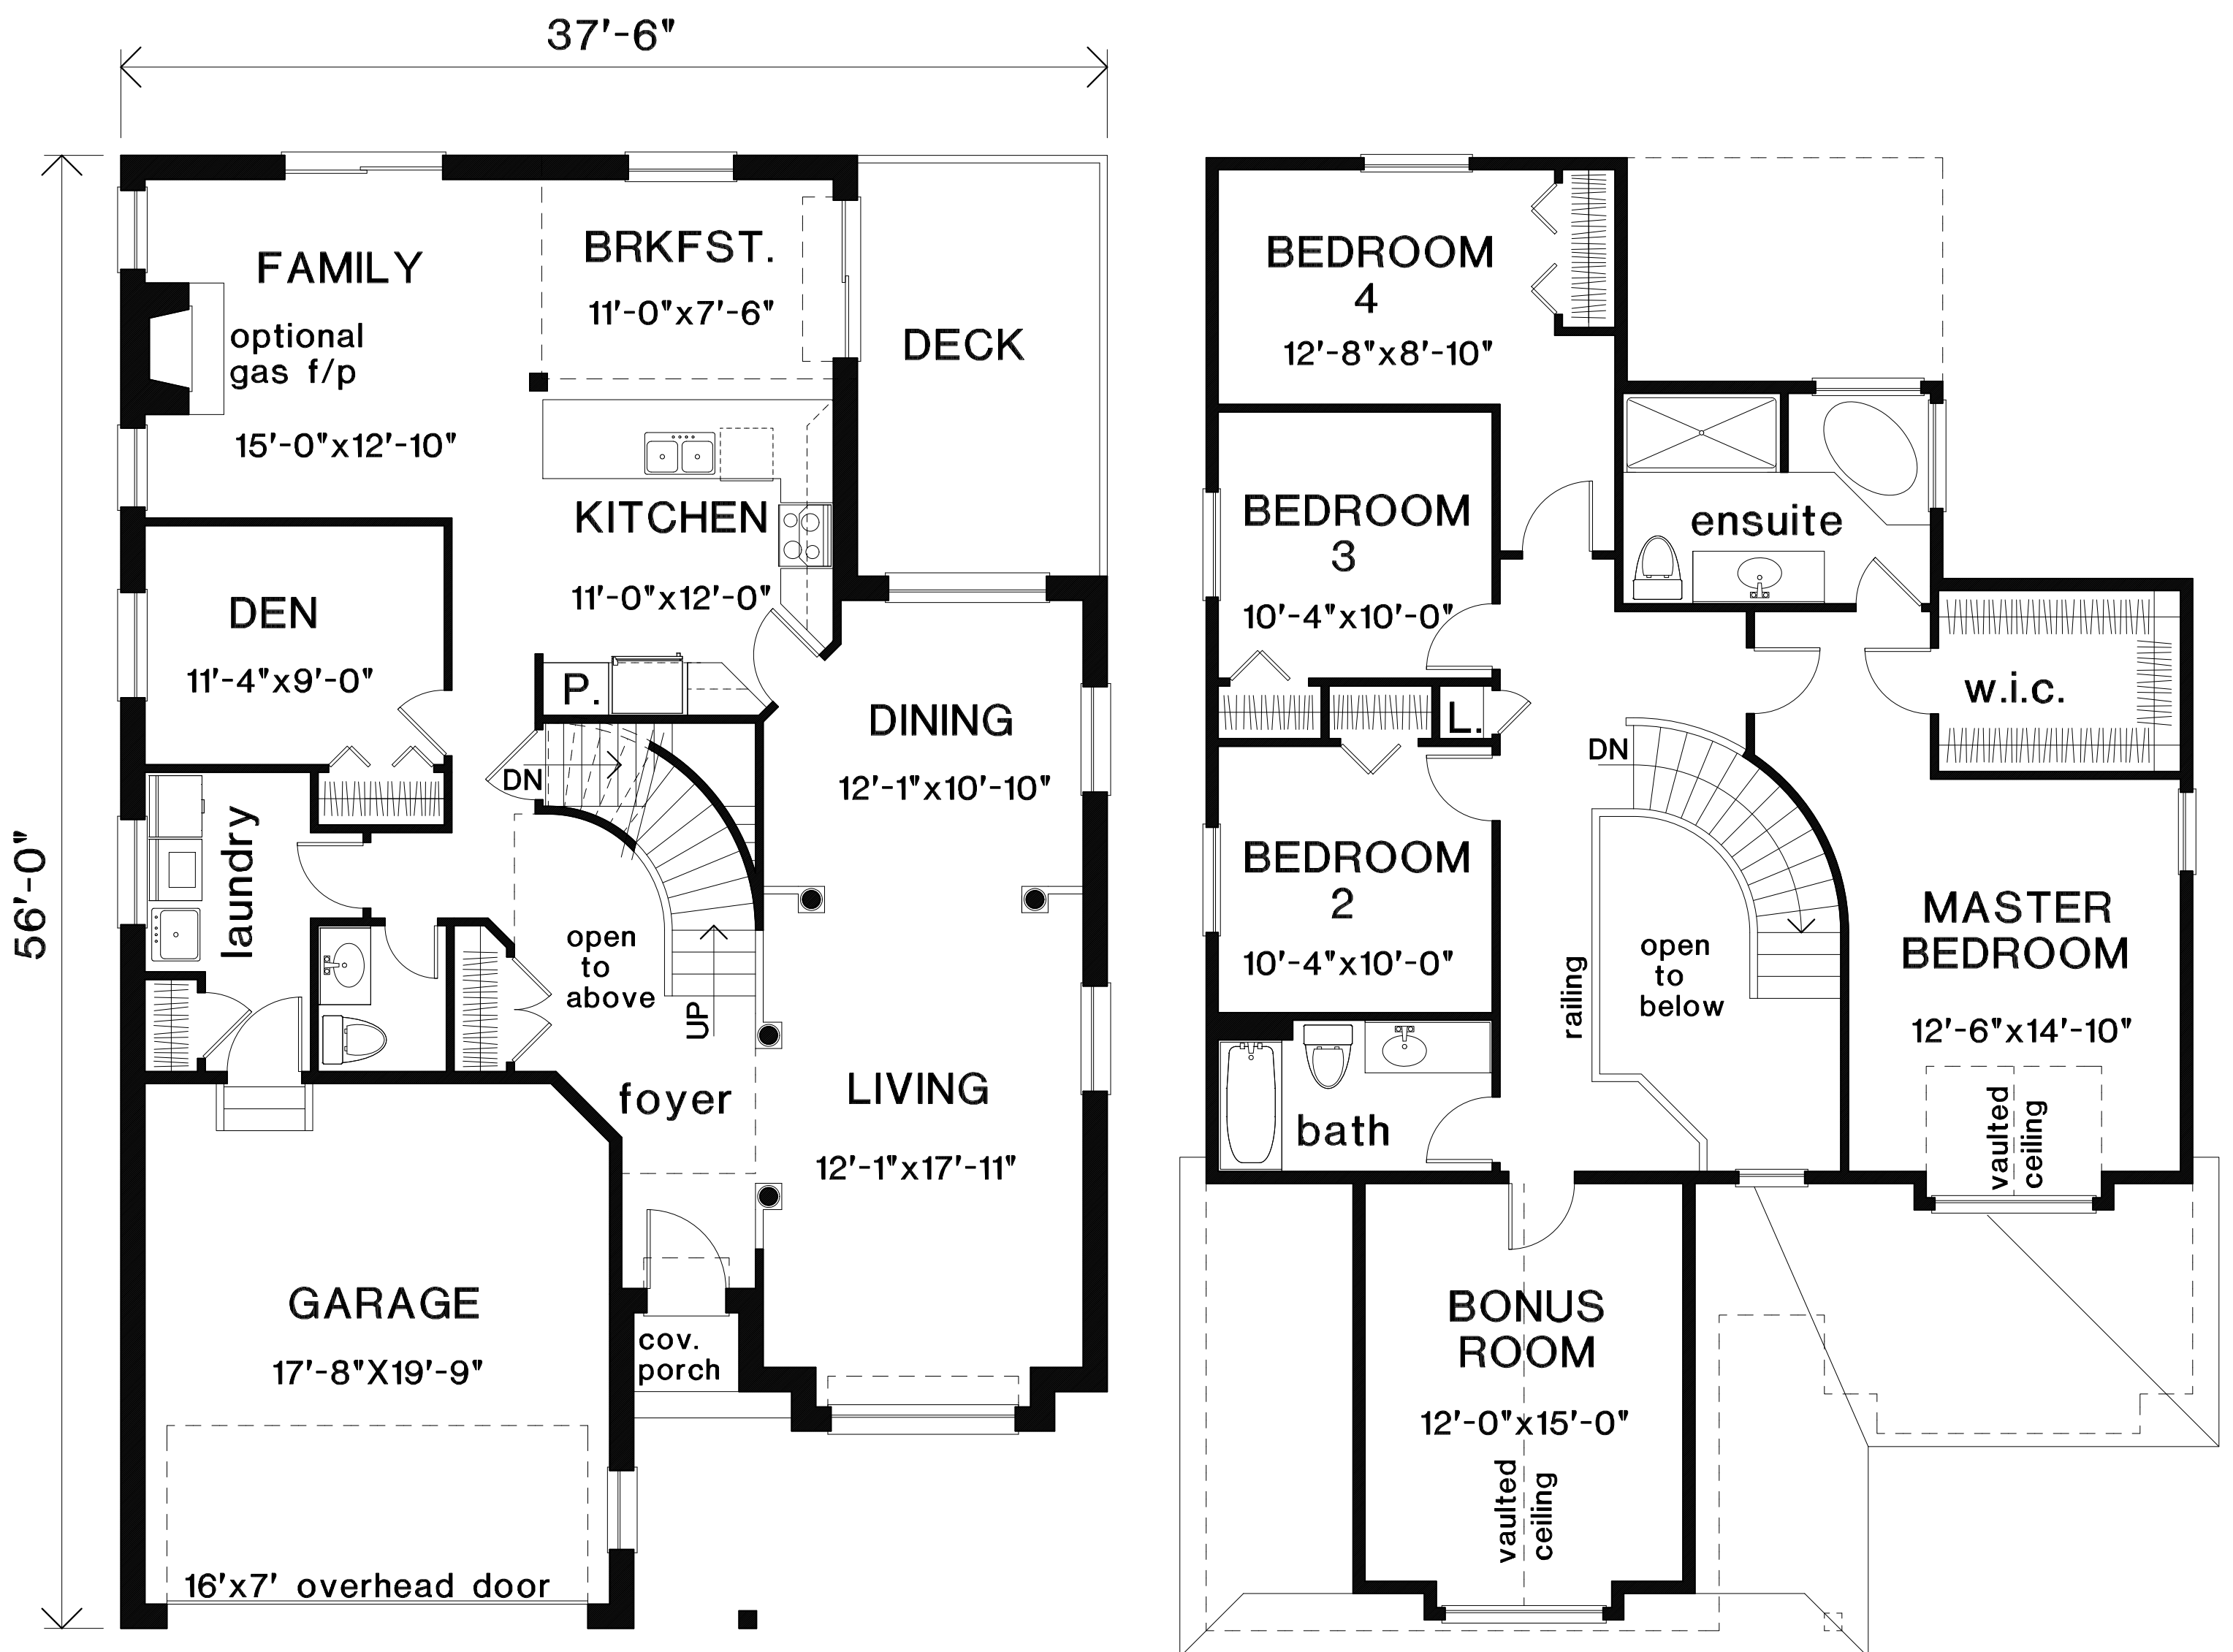 37'-6"
56'-0"
FAMILY
optional
gas f/p
15'-0"x12'-10"
BRKFST.
11'-0"x7'-6"
DECK
KITCHEN
11'-0"x12'-0"
DEN
11'-4"x9'-0"
P.
DN
DINING
12'-1"x10'-10"
laundry
open
to
above
UP
foyer
LIVING
12'-1"x17'-11"
GARAGE
17'-8"X19'-9"
cov.
porch
16'x7' overhead door
BEDROOM
4
12'-8"x8'-10"
BEDROOM
3
10'-4"x10'-0"
ensuite
w.i.c.
L.
DN
BEDROOM
2
10'-4"x10'-0"
railing
open
to
below
MASTER
BEDROOM
12'-6"x14'-10"
vaulted
ceiling
bath
BONUS
ROOM
12'-0"x15'-0"
vaulted
ceiling